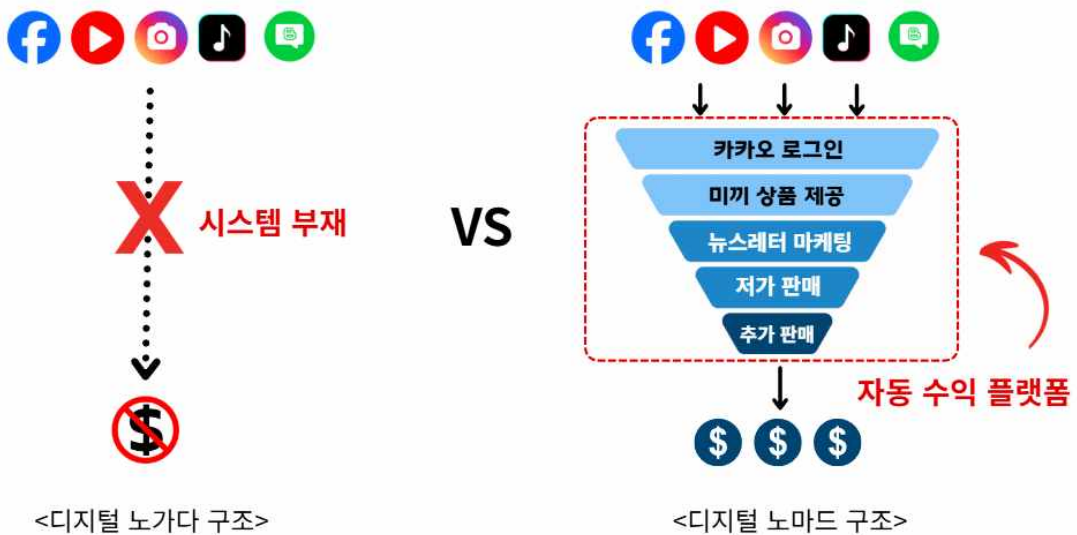 카카오 로그인
미끼 상품 제공
뉴스레터 마케팅
저가 판매
추가 판매
X
시스템 부재
VS
자동 수익 플랫폼
$
$ $ $
<디지털 노가다 구조>
<디지털 노마드 구조>